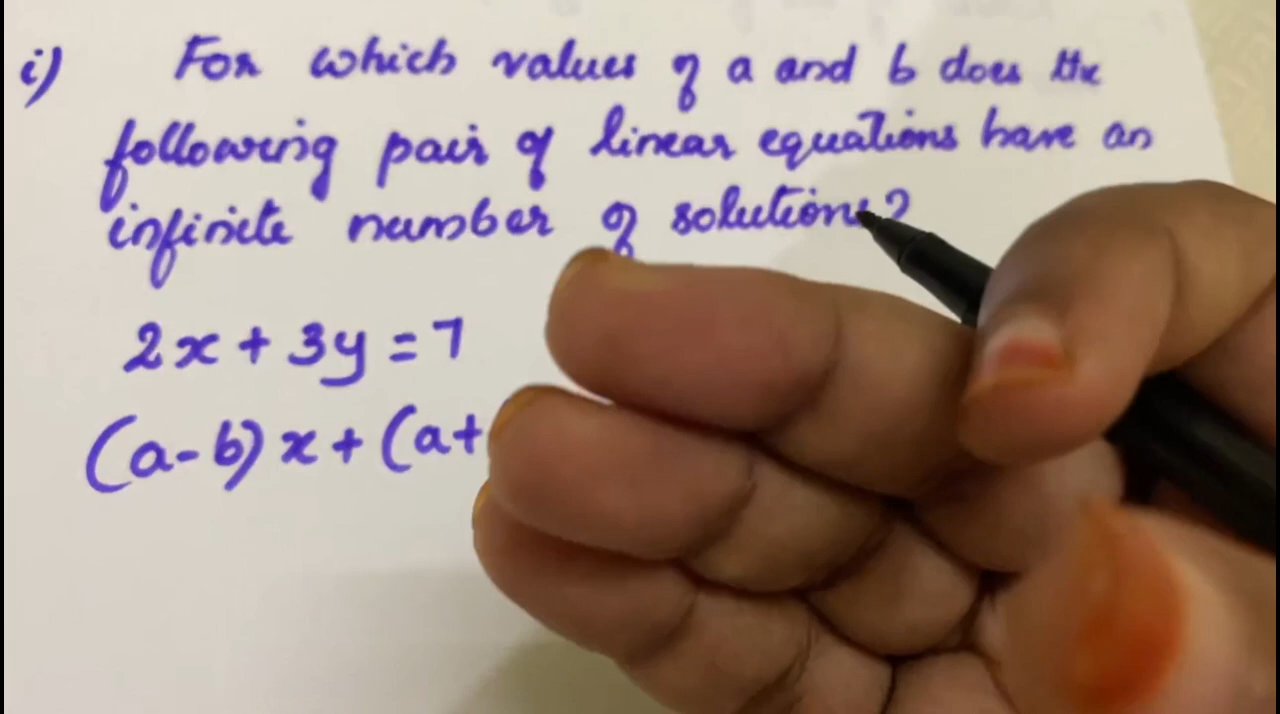 i) For which values of a and b does the
following pair of linear equations have an
infinite number of solutions?
2x + 3y = 7
(a-b) x + (a+